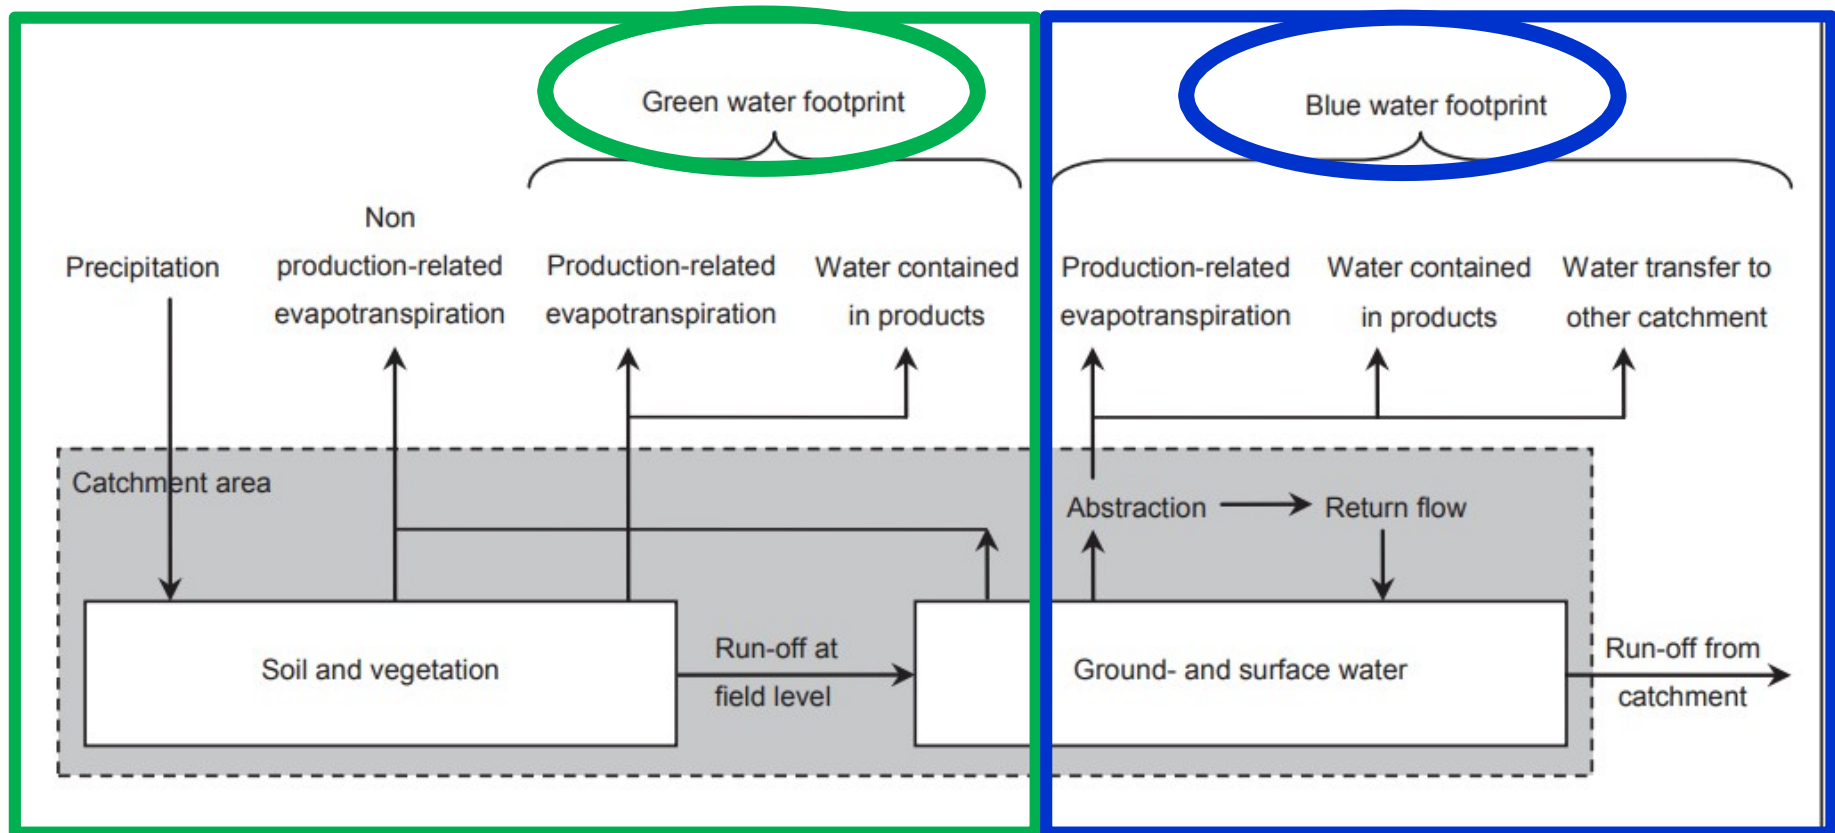 Green water footprint
Blue water footprint
Precipitation
Non
production-related
evapotranspiration
Production-related
evapotranspiration
Water contained
in products
Production-related
evapotranspiration
Water contained
in products
Water transfer to
other catchment
Catchment area
Abstraction
Return flow
Soil and vegetation
Run-off at
field level
Ground- and surface water
Run-off from
catchment